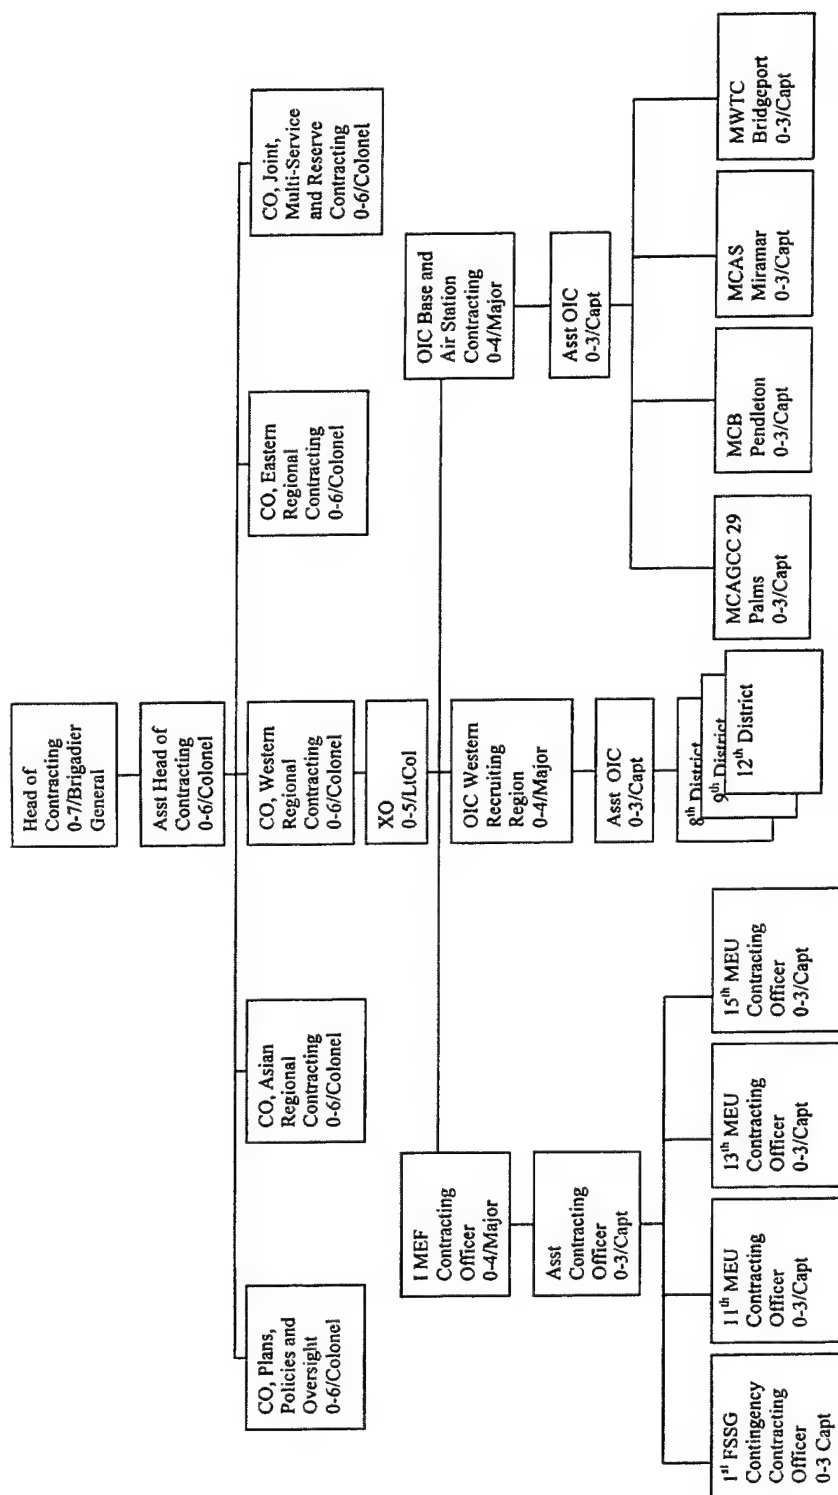 Head of
Contracting
0-7/Brigadier
General
Asst Head of
Contracting
0-6/Colonel
CO, Plans,
Policies and
Oversight
0-6/Colonel
CO, Asian
Regional
Contracting
0-6/Colonel
CO, Western
Regional
Contracting
0-6/Colonel
CO, Eastern
Regional
Contracting
0-6/Colonel
CO, Joint,
Multi-Service
and Reserve
Contracting
0-6/Colonel
XO
0-5/LtCol
I MEF
Contracting
Officer
0-4/Major
OIC Western
Recruiting
Region
0-4/Major
OIC Base and
Air Station
Contracting
0-4/Major
Asst
Contracting
Officer
0-3/Capt
Asst OIC
0-3/Capt
Asst OIC
0-3/Capt
1st FSSG
Contingency
Contracting
Officer
0-3 Capt
11th MEU
Contracting
Officer
0-3/Capt
13th MEU
Contracting
Officer
0-3/Capt
15th MEU
Contracting
Officer
0-3/Capt
8th District
9th District
12th District
MCAGCC 29
Palms
0-3/Capt
MCB
Pendleton
0-3/Capt
MCAS
Miramar
0-3/Capt
MWTC
Bridgeport
0-3/Capt